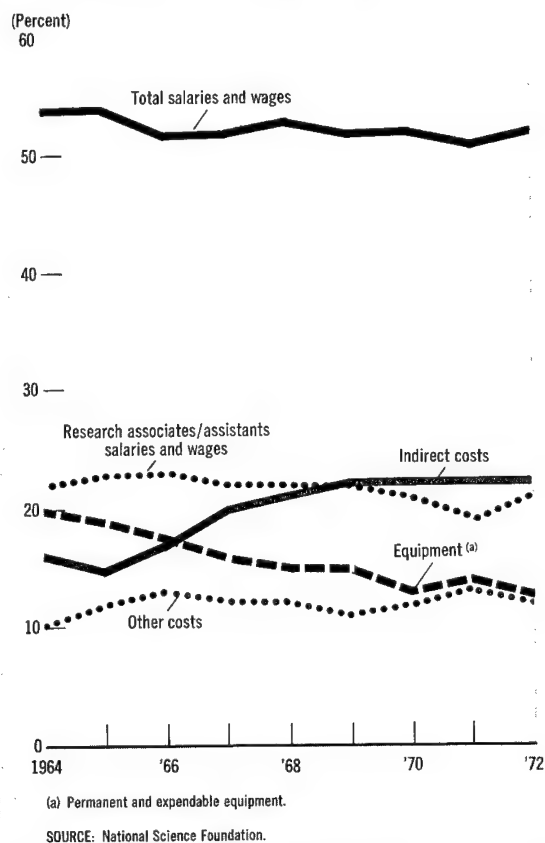 (Percent)
60
Total salaries and wages
50
40
30
Research associates/assistants
salaries and wages
Indirect costs
20
Equipment (a)
10
Other costs
0
1964 '66 '68 '70 '72
(a) Permanent and expendable equipment.
SOURCE: National Science Foundation.